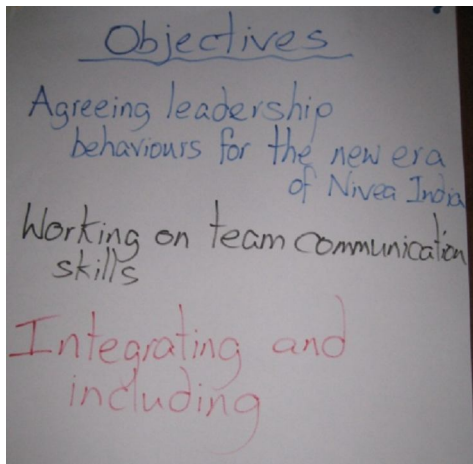 Objectives
Agreeing leadership
behaviours for the new era
of Nivea India
Working on team communication
skills
Integrating and
including